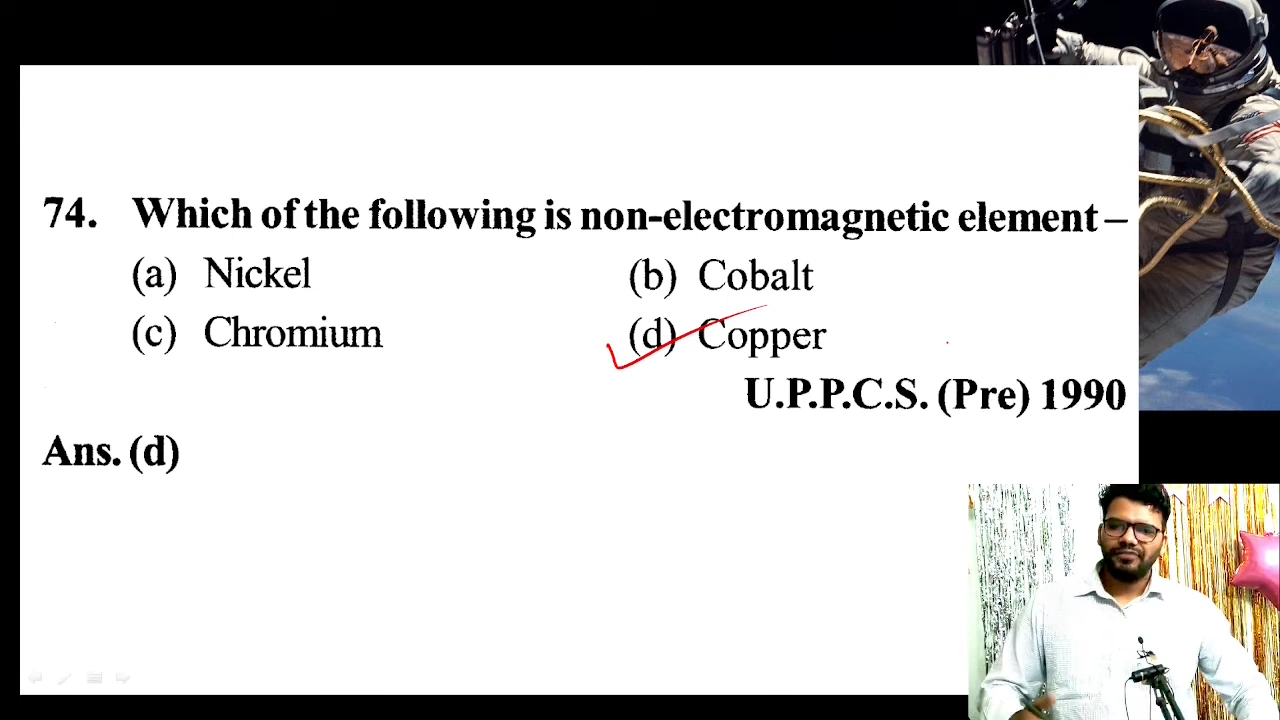 74. Which of the following is non-electromagnetic element –
(a) Nickel (b) Cobalt
(c) Chromium (d) Copper
U.P.P.C.S. (Pre) 1990
Ans. (d)